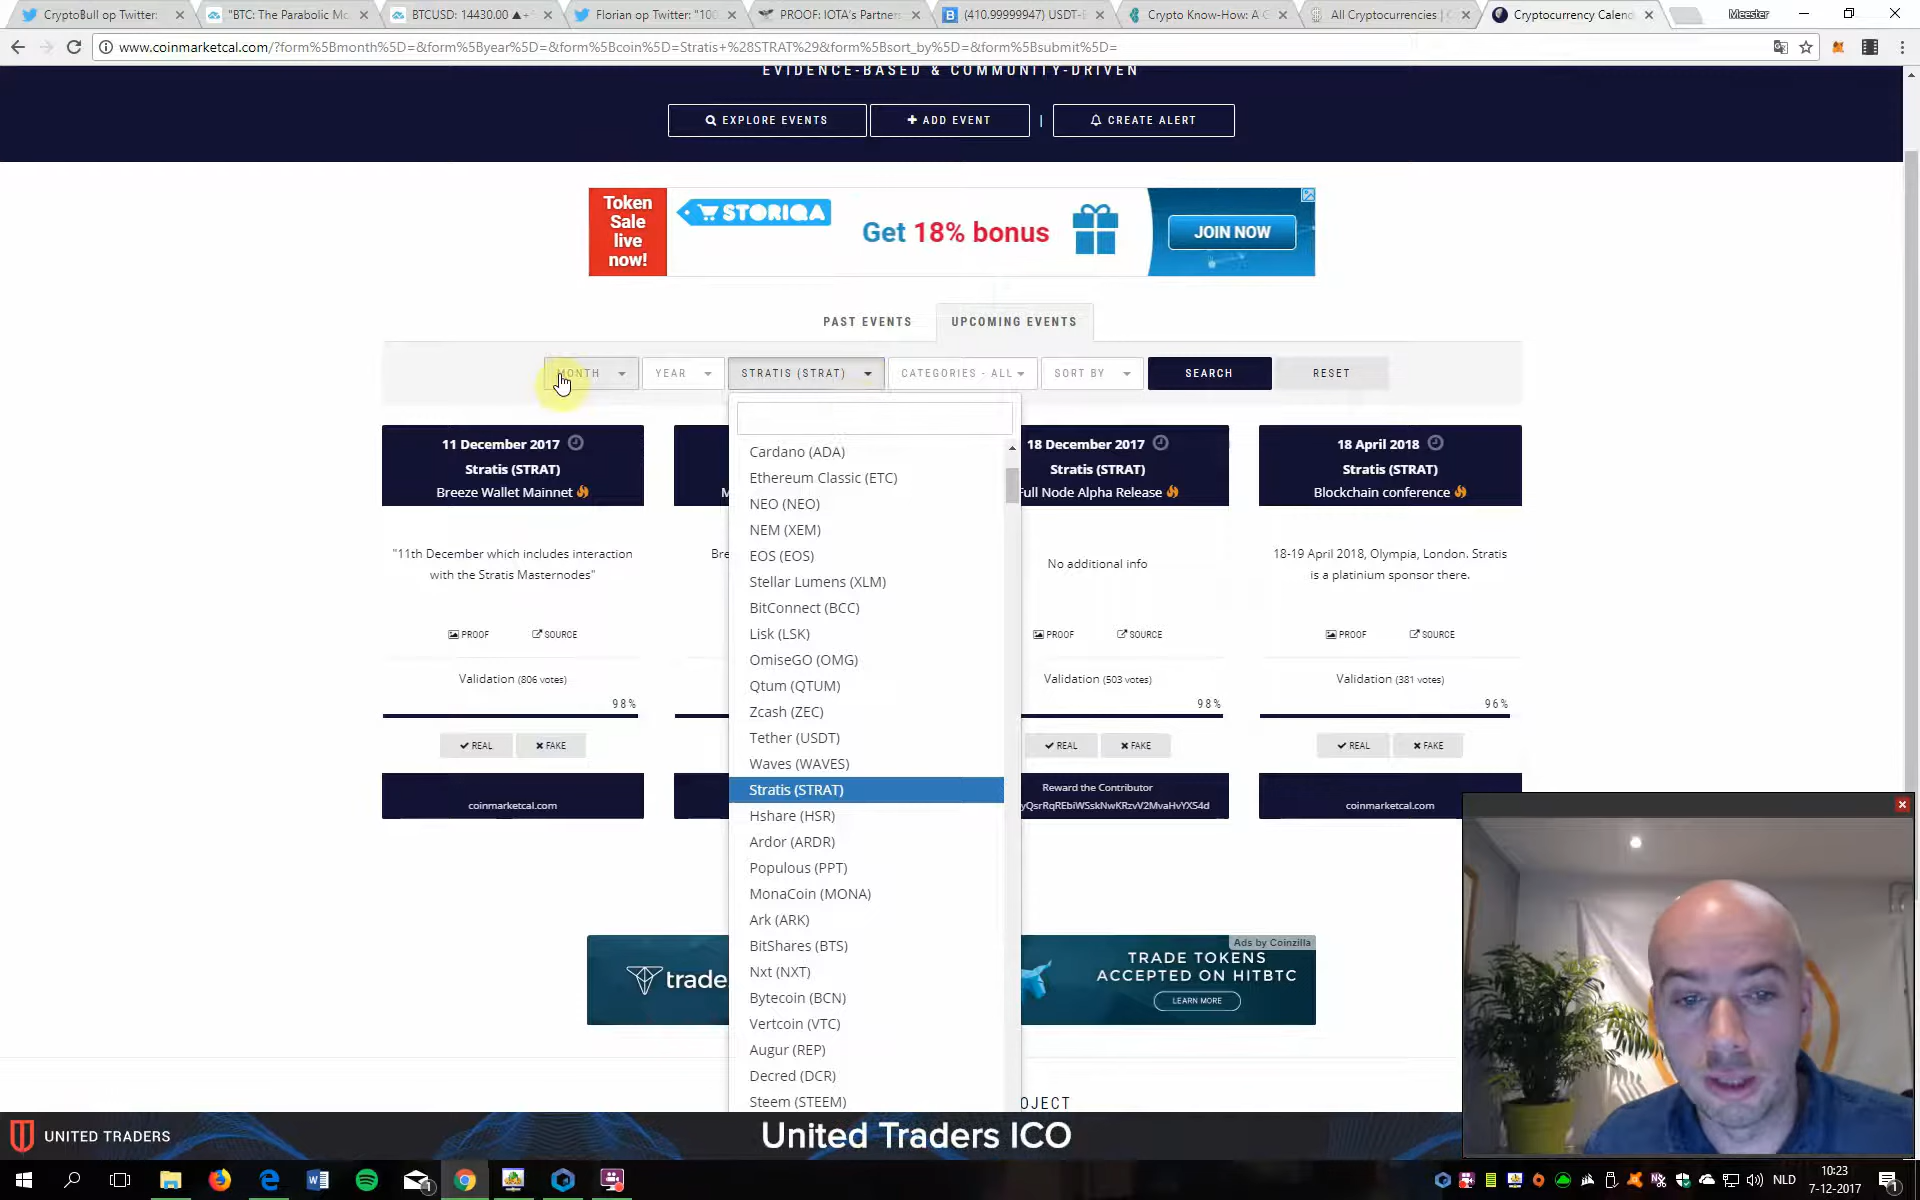 CryptoBull op Twitter:
"BTC: The Parabolic Mo
BTCUSD: 14430.00 ▲+
Florian op Twitter: "100
PROOF: IOTA's Partners
(410.99999947) USDT-
Crypto Know-How: A C
All Cryptocurrencies |
Cryptocurrency Calend
Meester
www.coinmarketcal.com/?form%5Bmonth%5D=&form%5Byear%5D=&form%5Bcoin%5D=Stratis+%28STRAT%29&form%5Bsort_by%5D=&form%5Bsubmit%5D=
EVIDENCE-BASED & COMMUNITY-DRIVEN
EXPLORE EVENTS
+ ADD EVENT
|
CREATE ALERT
Token
Sale
live
now!
STORIQA
Get 18% bonus
JOIN NOW
PAST EVENTS
UPCOMING EVENTS
MONTH
YEAR
STRATIS (STRAT)
CATEGORIES - ALL
SORT BY
SEARCH
RESET
11 December 2017
Stratis (STRAT)
Breeze Wallet Mainnet
"11th December which includes interaction
with the Stratis Masternodes"
PROOF
SOURCE
Validation (806 votes)
98%
REAL
FAKE
coinmarketcal.com
M
Bre
Cardano (ADA)
Ethereum Classic (ETC)
NEO (NEO)
NEM (XEM)
EOS (EOS)
Stellar Lumens (XLM)
BitConnect (BCC)
Lisk (LSK)
OmiseGO (OMG)
Qtum (QTUM)
Zcash (ZEC)
Tether (USDT)
Waves (WAVES)
Stratis (STRAT)
Hshare (HSR)
Ardor (ARDR)
Populous (PPT)
MonaCoin (MONA)
Ark (ARK)
BitShares (BTS)
Nxt (NXT)
Bytecoin (BCN)
Vertcoin (VTC)
Augur (REP)
Decred (DCR)
Steem (STEEM)
18 December 2017
Stratis (STRAT)
Full Node Alpha Release
No additional info
PROOF
SOURCE
Validation (503 votes)
98%
REAL
FAKE
Reward the Contributor
yQsrRqREbiWSskNwKRzvV2MvaHvYXS4d
18 April 2018
Stratis (STRAT)
Blockchain conference
18-19 April 2018, Olympia, London. Stratis
is a platinium sponsor there.
PROOF
SOURCE
Validation (381 votes)
96%
REAL
FAKE
coinmarketcal.com
trade.
Ads by Coinzilla
TRADE TOKENS
ACCEPTED ON HITBTC
LEARN MORE
OJECT
UNITED TRADERS
United Traders ICO
1
NLD
10:23
7-12-2017
1